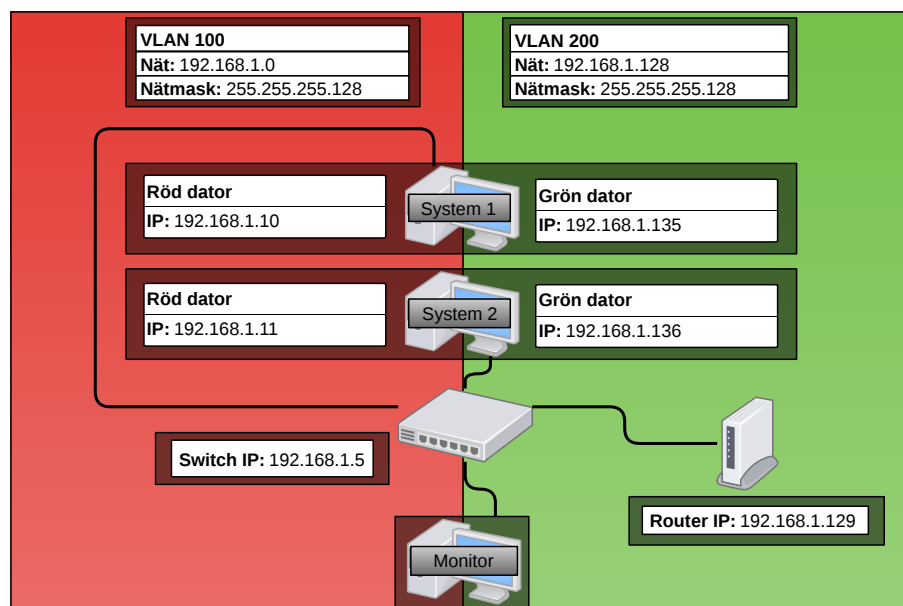 VLAN 100
Nät: 192.168.1.0
Nätmask: 255.255.255.128
VLAN 200
Nät: 192.168.1.128
Nätmask: 255.255.255.128
Röd dator
IP: 192.168.1.10
System 1
Grön dator
IP: 192.168.1.135
Röd dator
IP: 192.168.1.11
System 2
Grön dator
IP: 192.168.1.136
Switch IP: 192.168.1.5
Router IP: 192.168.1.129
Monitor